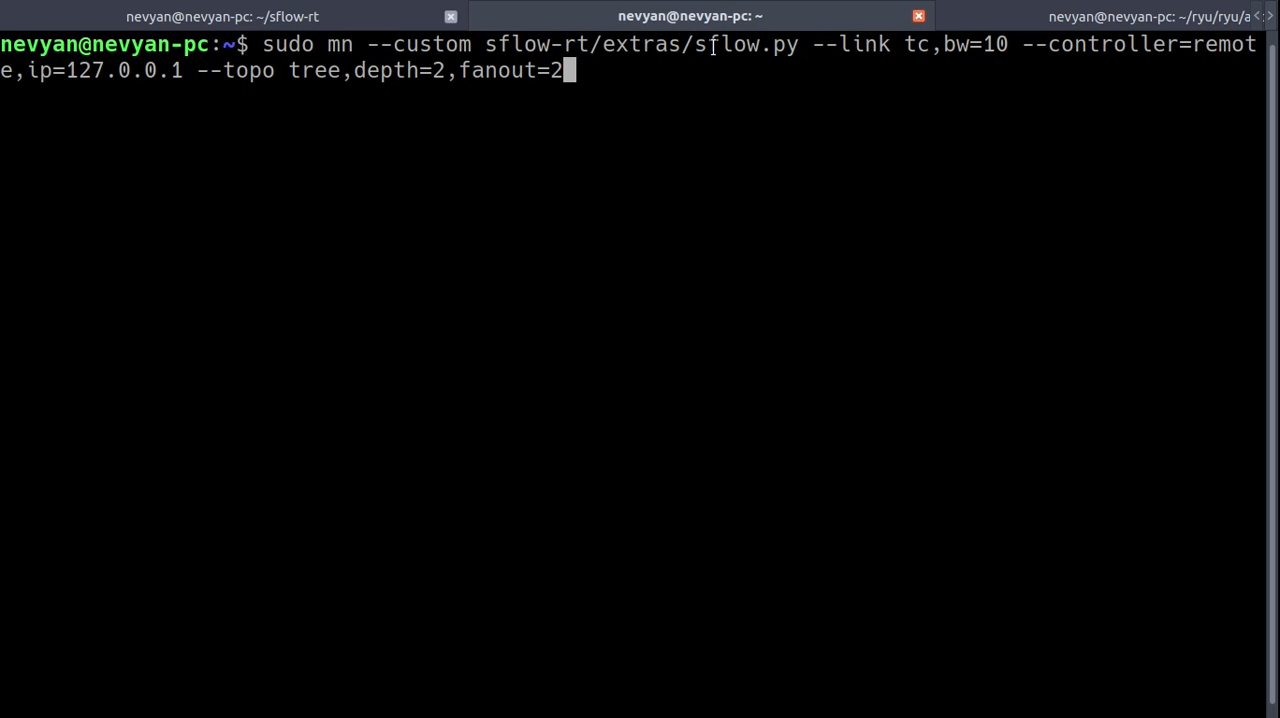 nevyan@nevyan-pc: ~/sflow-rt
nevyan@nevyan-pc: ~
nevyan@nevyan-pc: ~/ryu/ryu/a
nevyan@nevyan-pc:~$ sudo mn --custom sflow-rt/extras/sflow.py --link tc,bw=10 --controller=remot
e,ip=127.0.0.1 --topo tree,depth=2,fanout=2